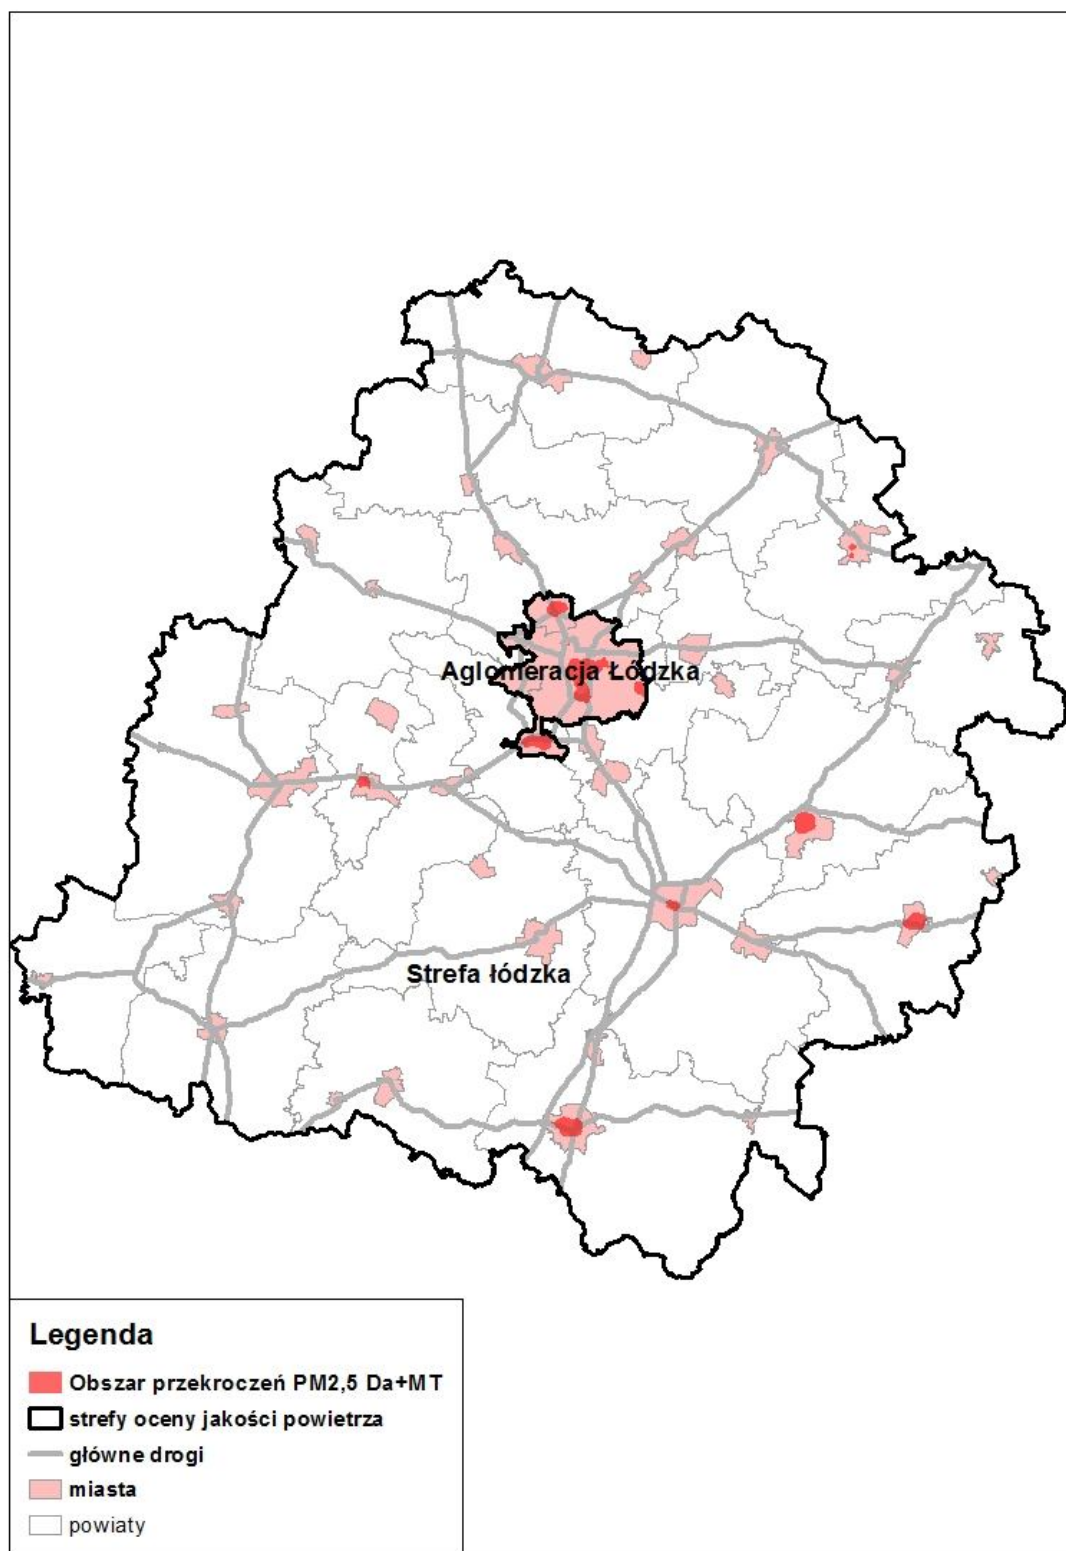 Aglomeracja Łódzka
Strefa łódzka
Legenda
Obszar przekroczeń PM2,5 Da+MT
strefy oceny jakości powietrza
główne drogi
miasta
powiaty